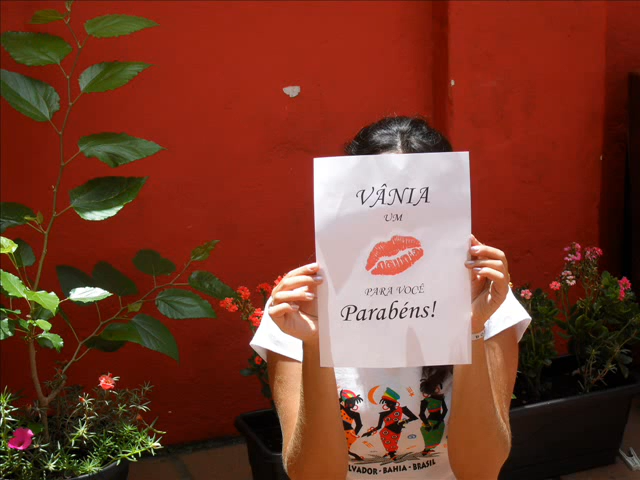 VÂNIA
UM
PARA VOCÊ
Parabéns!
LVADOR - BAHIA - BRASIL